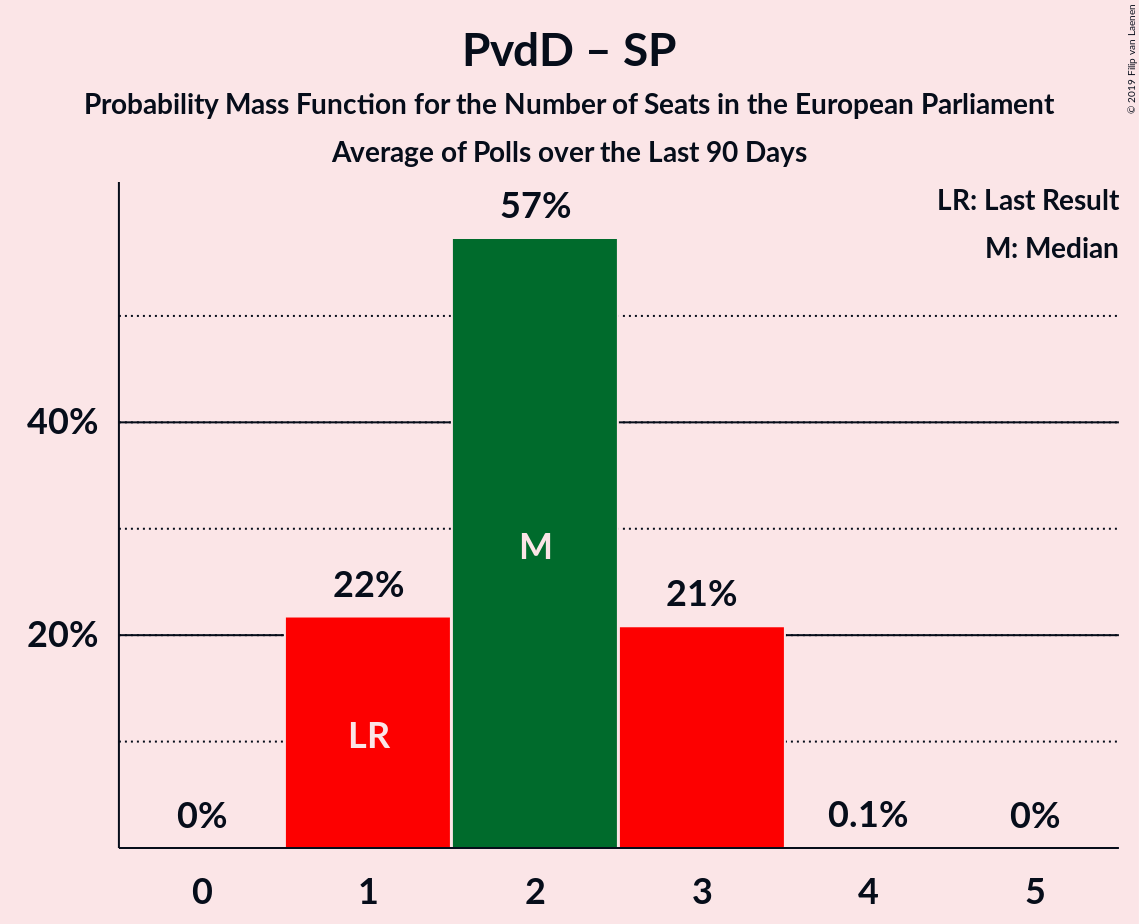 PvdD – SP
Probability Mass Function for the Number of Seats in the European Parliament
Average of Polls over the Last 90 Days
© 2019 Filip van Laenen
LR: Last Result
M: Median
57%
40%
M
22%
21%
20%
LR
0%
0.1%
0%
0 1 2 3 4 5